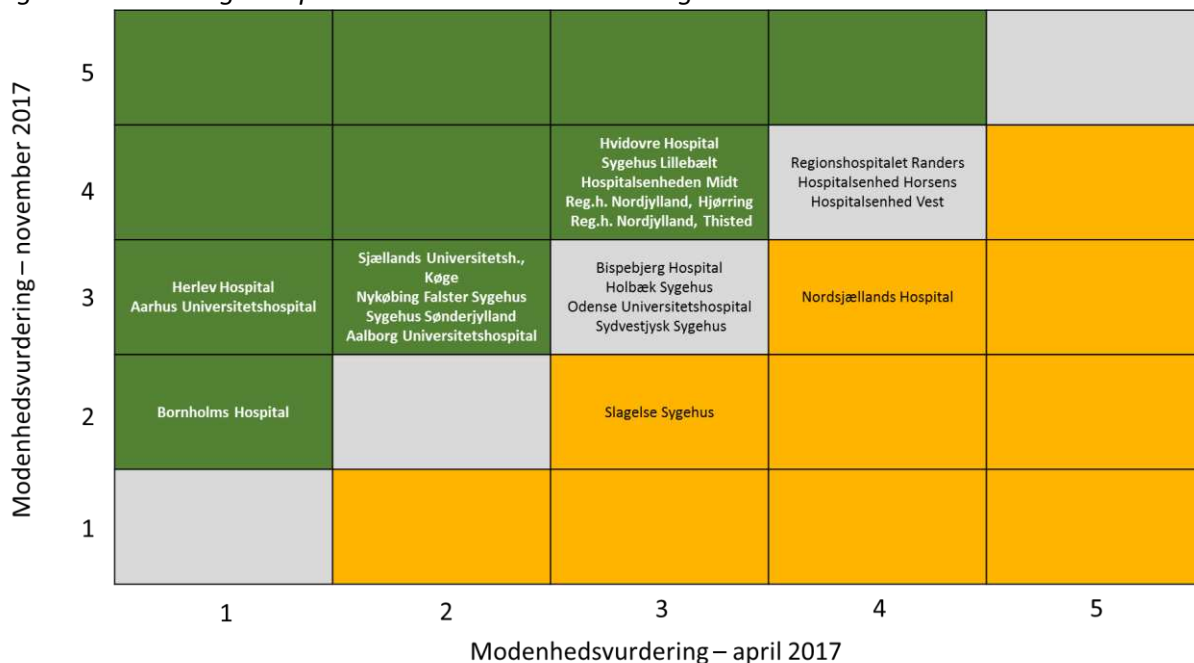 Modenhedsvurdering – november 2017
5
4
Hvidovre Hospital
Sygehus Lillebælt
Hospitalsenheden Midt
Reg.h. Nordjylland, Hjørring
Reg.h. Nordjylland, Thisted
Regionshospitalet Randers
Hospitalsenhed Horsens
Hospitalsenhed Vest
3
Herlev Hospital
Aarhus Universitetshospital
Sjællands Universitetsh.,
Køge
Nykøbing Falster Sygehus
Sygehus Sønderjylland
Aalborg Universitetshospital
Bispebjerg Hospital
Holbæk Sygehus
Odense Universitetshospital
Sydvestjysk Sygehus
Nordsjællands Hospital
2
Bornholms Hospital
Slagelse Sygehus
1
1 2 3 4 5
Modenhedsvurdering – april 2017